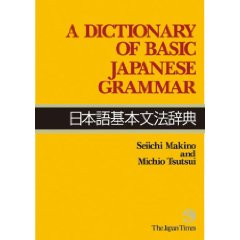 A DICTIONARY
OF BASIC
JAPANESE
GRAMMAR
日本語基本文法辞典
Seiichi Makino
and
Michio Tsutsui
The Japan Times